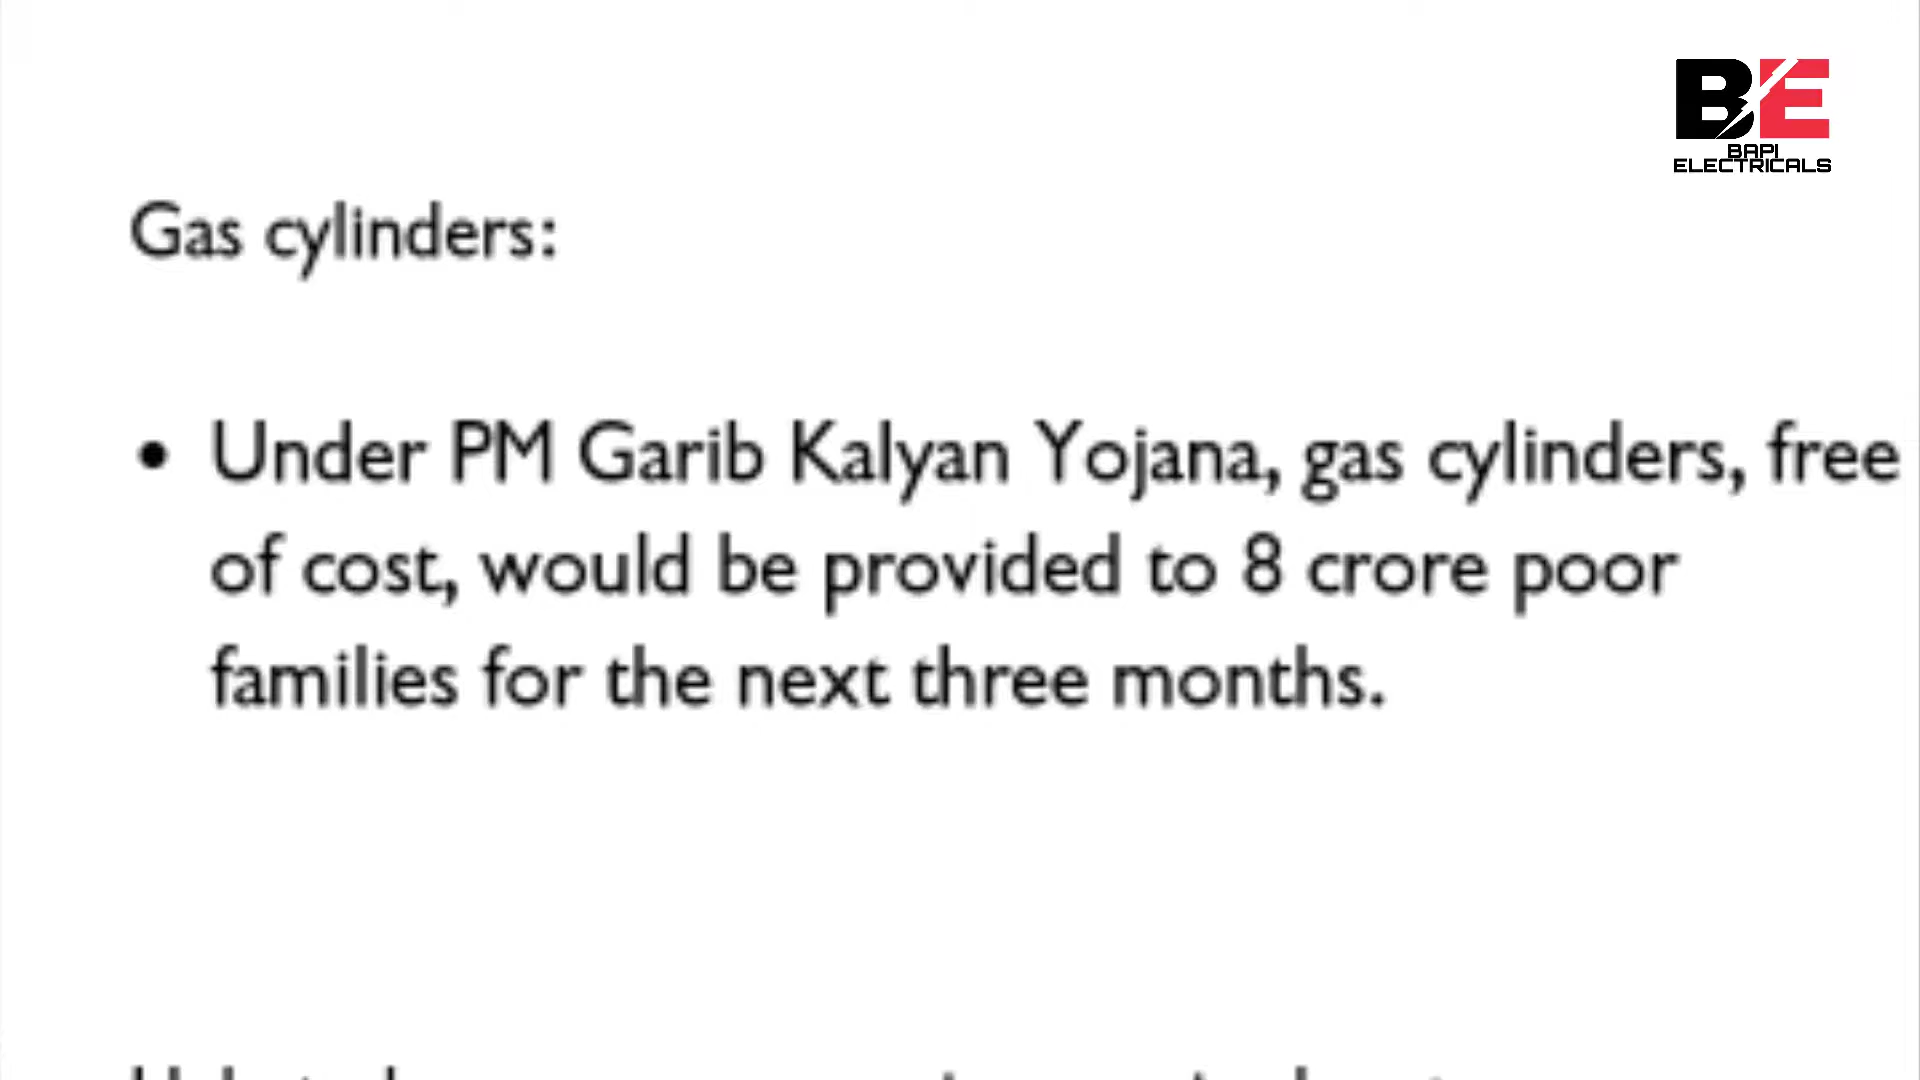 BE
BAPI
ELECTRICALS
Gas cylinders:
• Under PM Garib Kalyan Yojana, gas cylinders, free
of cost, would be provided to 8 crore poor
families for the next three months.